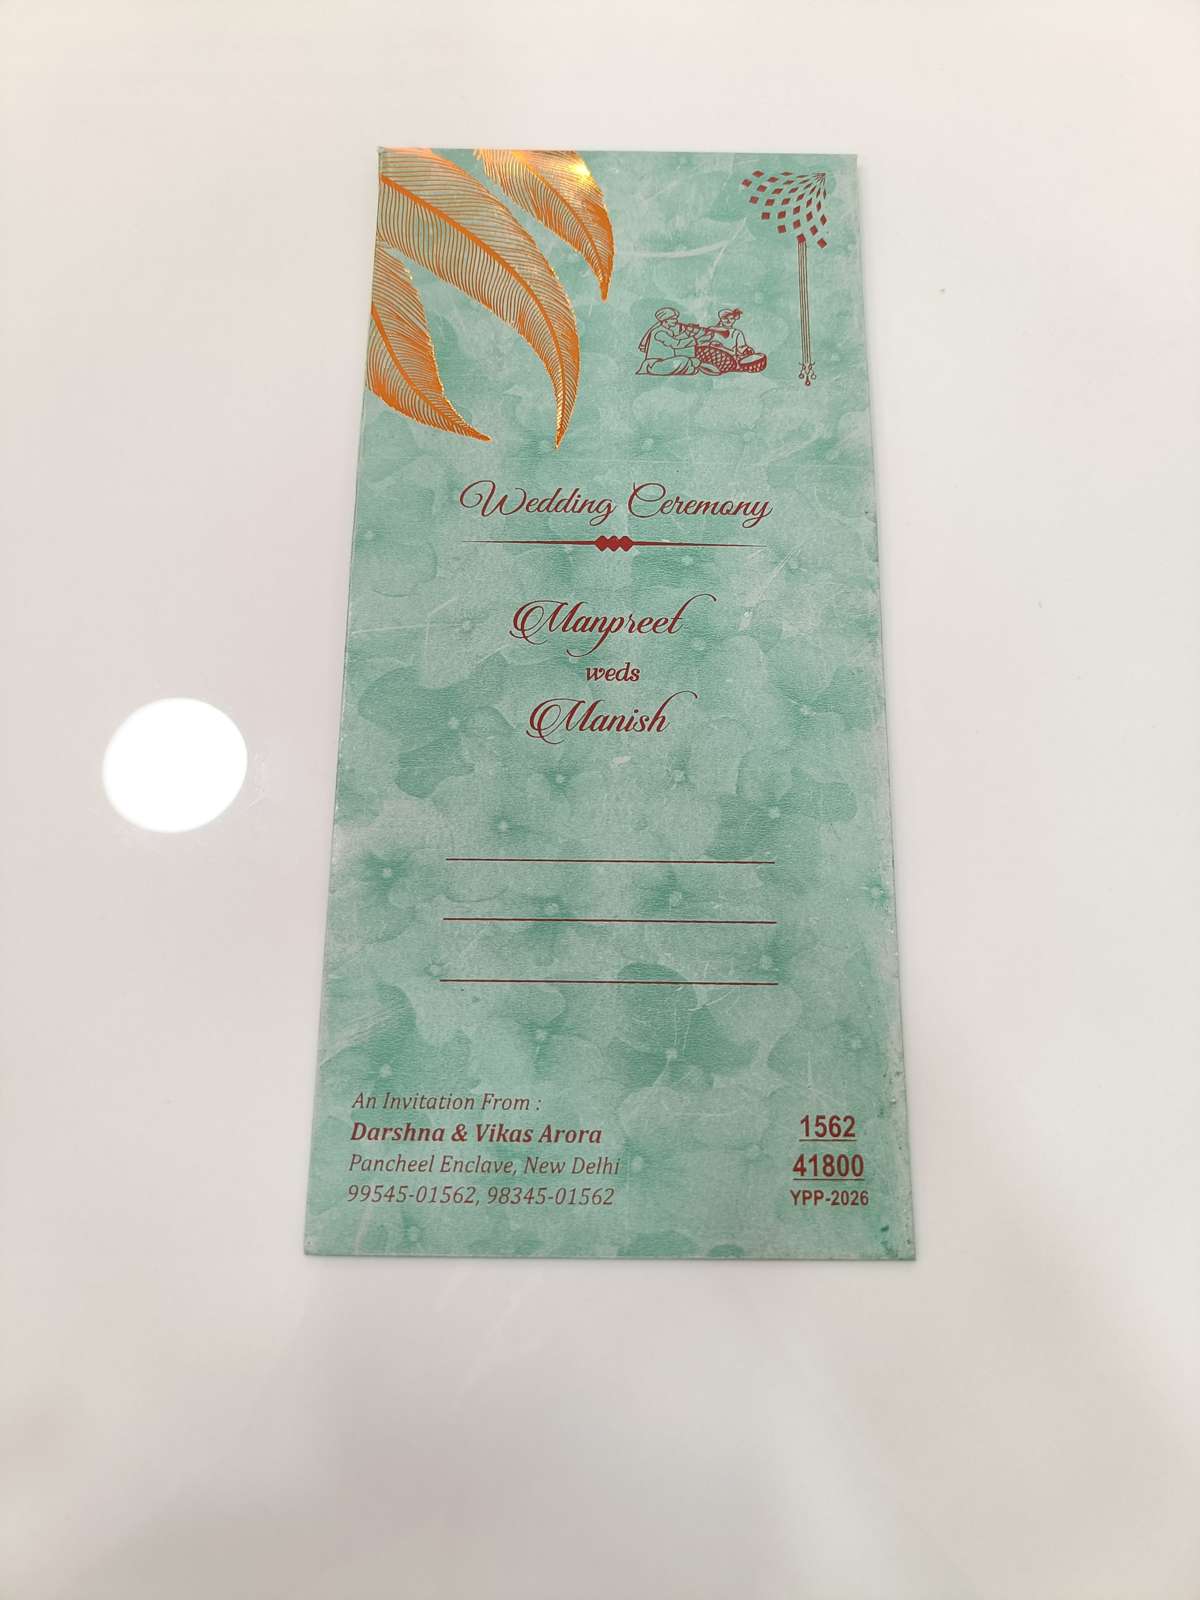 Wedding Ceremony
Manpreet
weds
Manish
An Invitation From :
Darshna & Vikas Arora
Pancheel Enclave, New Delhi
99545-01562, 98345-01562
1562
41800
YPP-2026